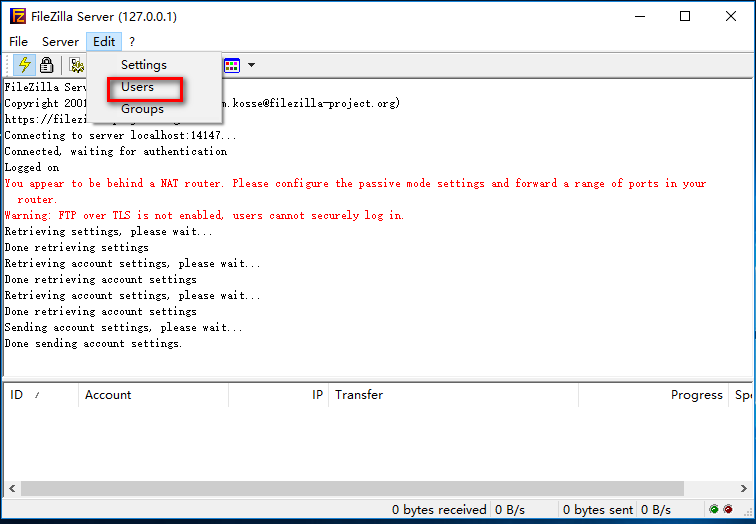 FileZilla Server (127.0.0.1)
File Server Edit ?
Settings
Users
Groups
FileZilla Serv
Copyright 2001 m.kosse@filezilla-project.org)
https://filezi
Connecting to server localhost:14147...
Connected, waiting for authentication
Logged on
You appear to be behind a NAT router. Please configure the passive mode settings and forward a range of ports in your
router.
Warning: FTP over TLS is not enabled, users cannot securely log in.
Retrieving settings, please wait...
Done retrieving settings
Retrieving account settings, please wait...
Done retrieving account settings
Retrieving account settings, please wait...
Done retrieving account settings
Sending account settings, please wait...
Done sending account settings.
ID / Account IP Transfer Progress Spe
0 bytes received 0 B/s 0 bytes sent 0 B/s